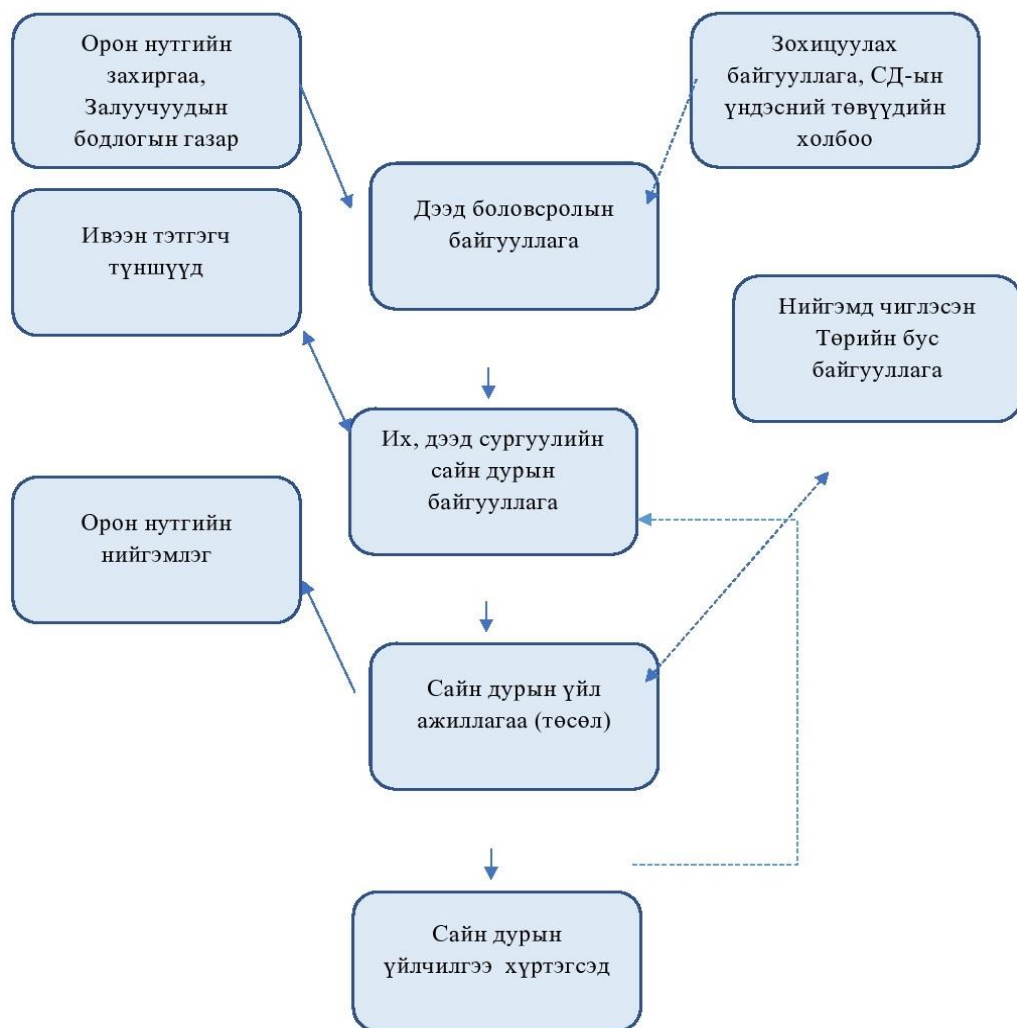 Орон нутгийн
захиргаа,
Залуучуудын
бодлогын газар
Зохицуулах
байгууллага, СД-ын
үндэсний төвүүдийн
холбоо
Дээд боловсролын
байгууллага
Ивээн тэтгэгч
түншүүд
Нийгэмд чиглэсэн
Төрийн бус
байгууллага
Их, дээд сургуулийн
сайн дурын
байгууллага
Орон нутгийн
нийгэмлэг
Сайн дурын үйл
ажиллагаа (төсөл)
Сайн дурын
үйлчилгээ хүртэгсэд